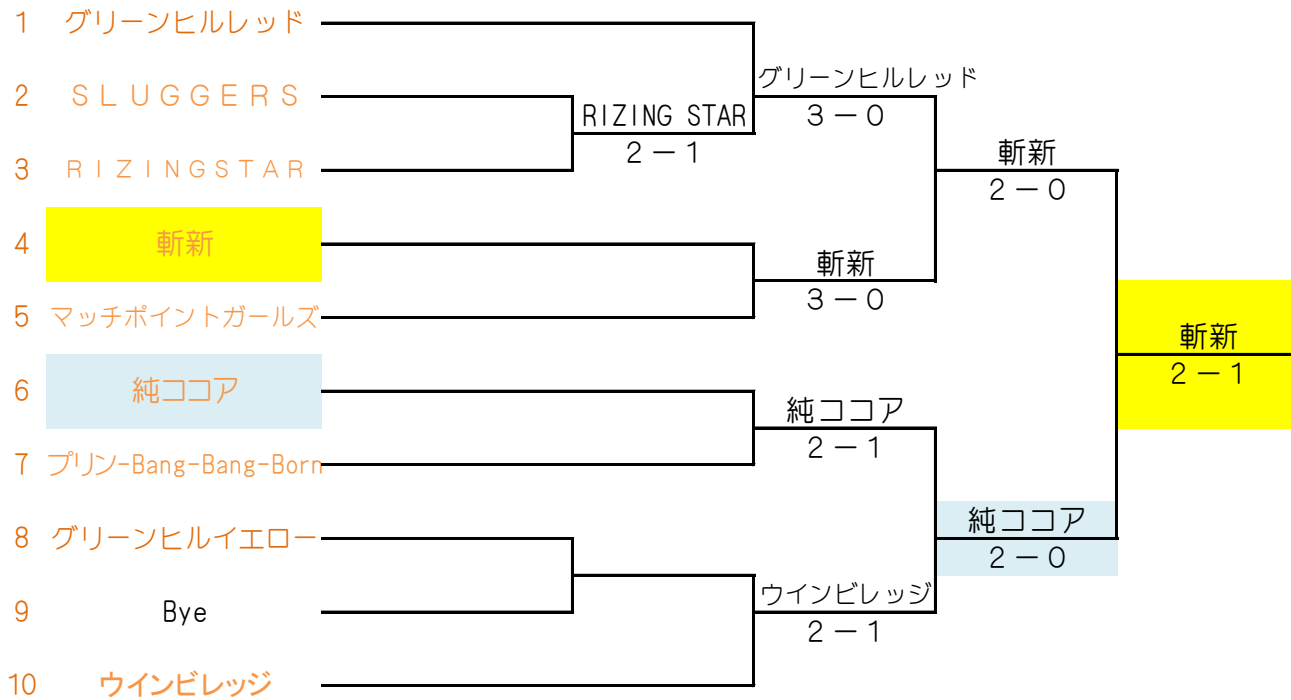 1 グリーンヒルレッド
グリーンヒルレッド
2 ＳＬＵＧＧＥＲＳ
RIZING STAR
３－０
２－１
斬新
3 ＲＩＺＩＮＧＳＴＡＲ
２－０
4 斬新
斬新
３－０
5 マッチポイントガールズ
斬新
２－１
6 純ココア
純ココア
２－１
7 プリン-Bang-Bang-Born
純ココア
8 グリーンヒルイエロー
２－０
ウインビレッジ
9 Bye
２－１
10 ウインビレッジ